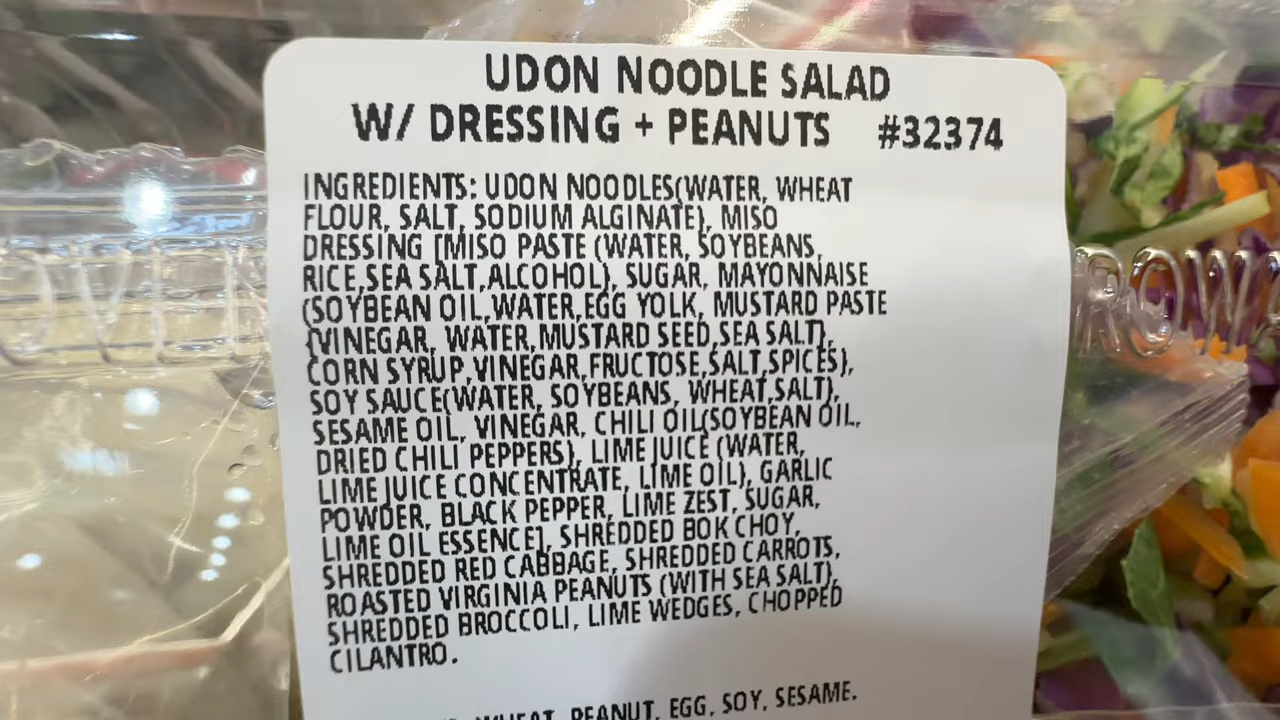 UDON NOODLE SALAD
W/ DRESSING + PEANUTS #32374
INGREDIENTS: UDON NOODLES(WATER, WHEAT
FLOUR, SALT, SODIUM ALGINATE), MISO
DRESSING [MISO PASTE (WATER, SOYBEANS,
RICE,SEA SALT,ALCOHOL), SUGAR, MAYONNAISE
(SOYBEAN OIL,WATER,EGG YOLK, MUSTARD PASTE
{VINEGAR, WATER,MUSTARD SEED,SEA SALT},
CORN SYRUP,VINEGAR,FRUCTOSE,SALT,SPICES),
SOY SAUCE(WATER, SOYBEANS, WHEAT,SALT),
SESAME OIL, VINEGAR, CHILI OIL(SOYBEAN OIL,
DRIED CHILI PEPPERS), LIME JUICE (WATER,
LIME JUICE CONCENTRATE, LIME OIL), GARLIC
POWDER, BLACK PEPPER, LIME ZEST, SUGAR,
LIME OIL ESSENCE], SHREDDED BOK CHOY,
SHREDDED RED CABBAGE, SHREDDED CARROTS,
ROASTED VIRGINIA PEANUTS (WITH SEA SALT),
SHREDDED BROCCOLI, LIME WEDGES, CHOPPED
CILANTRO.
WHEAT, PEANUT, EGG, SOY, SESAME.